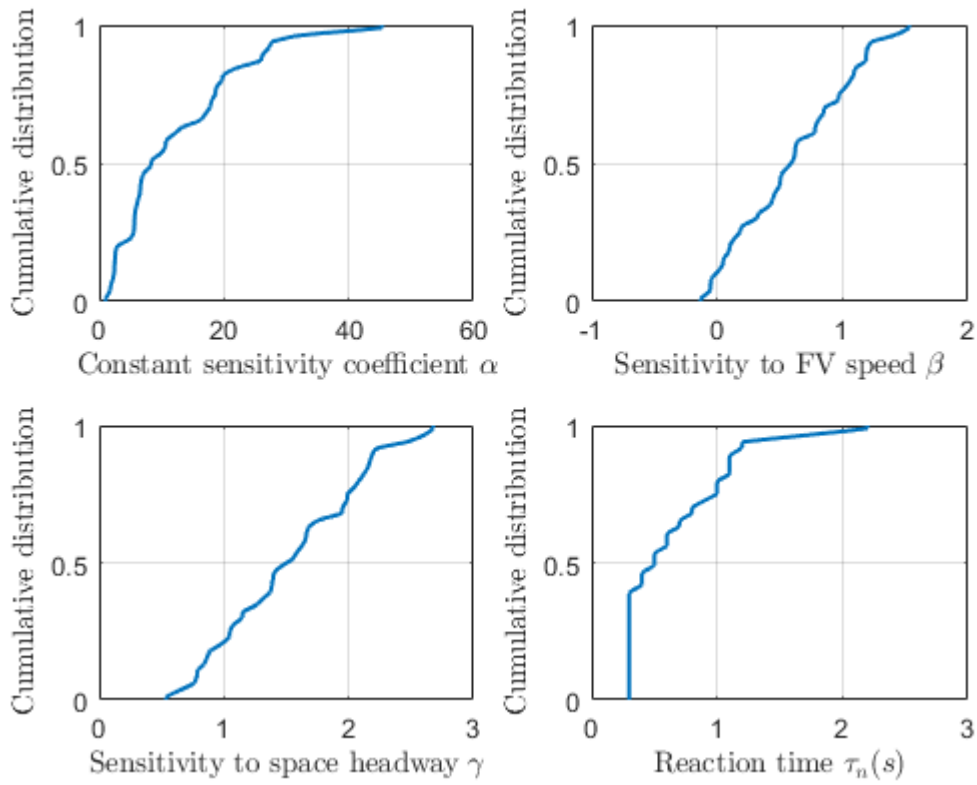 Cumulative distribution
1
0.5
0
0 20 40 60
Constant sensitivity coefficient α
Cumulative distribution
1
0.5
0
-1 0 1 2
Sensitivity to FV speed β
Cumulative distribution
1
0.5
0
0 1 2 3
Sensitivity to space headway γ
Cumulative distribution
1
0.5
0
0 1 2 3
Reaction time τn(s)